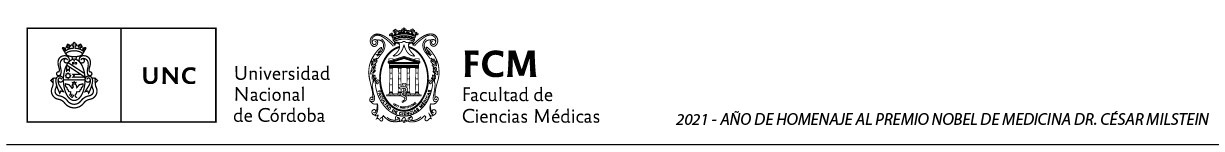 UNC
Universidad
Nacional
de Córdoba
FCM
Facultad de
Ciencias Médicas
2021 - AÑO DE HOMENAJE AL PREMIO NOBEL DE MEDICINA DR. CÉSAR MILSTEIN